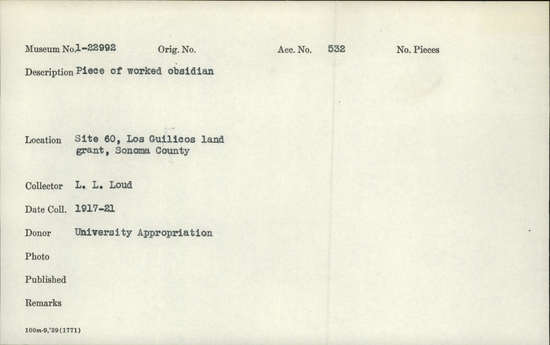 Museum No. 1-22992 Orig. No. Acc. No. 532 No. Pieces
Description Piece of worked obsidian
Location Site 60, Los Guilicos land
grant, Sonoma County
Collector L. L. Loud
Date Coll. 1917-21
Donor University Appropriation
Photo
Published
Remarks
100m-9,'39(1771)